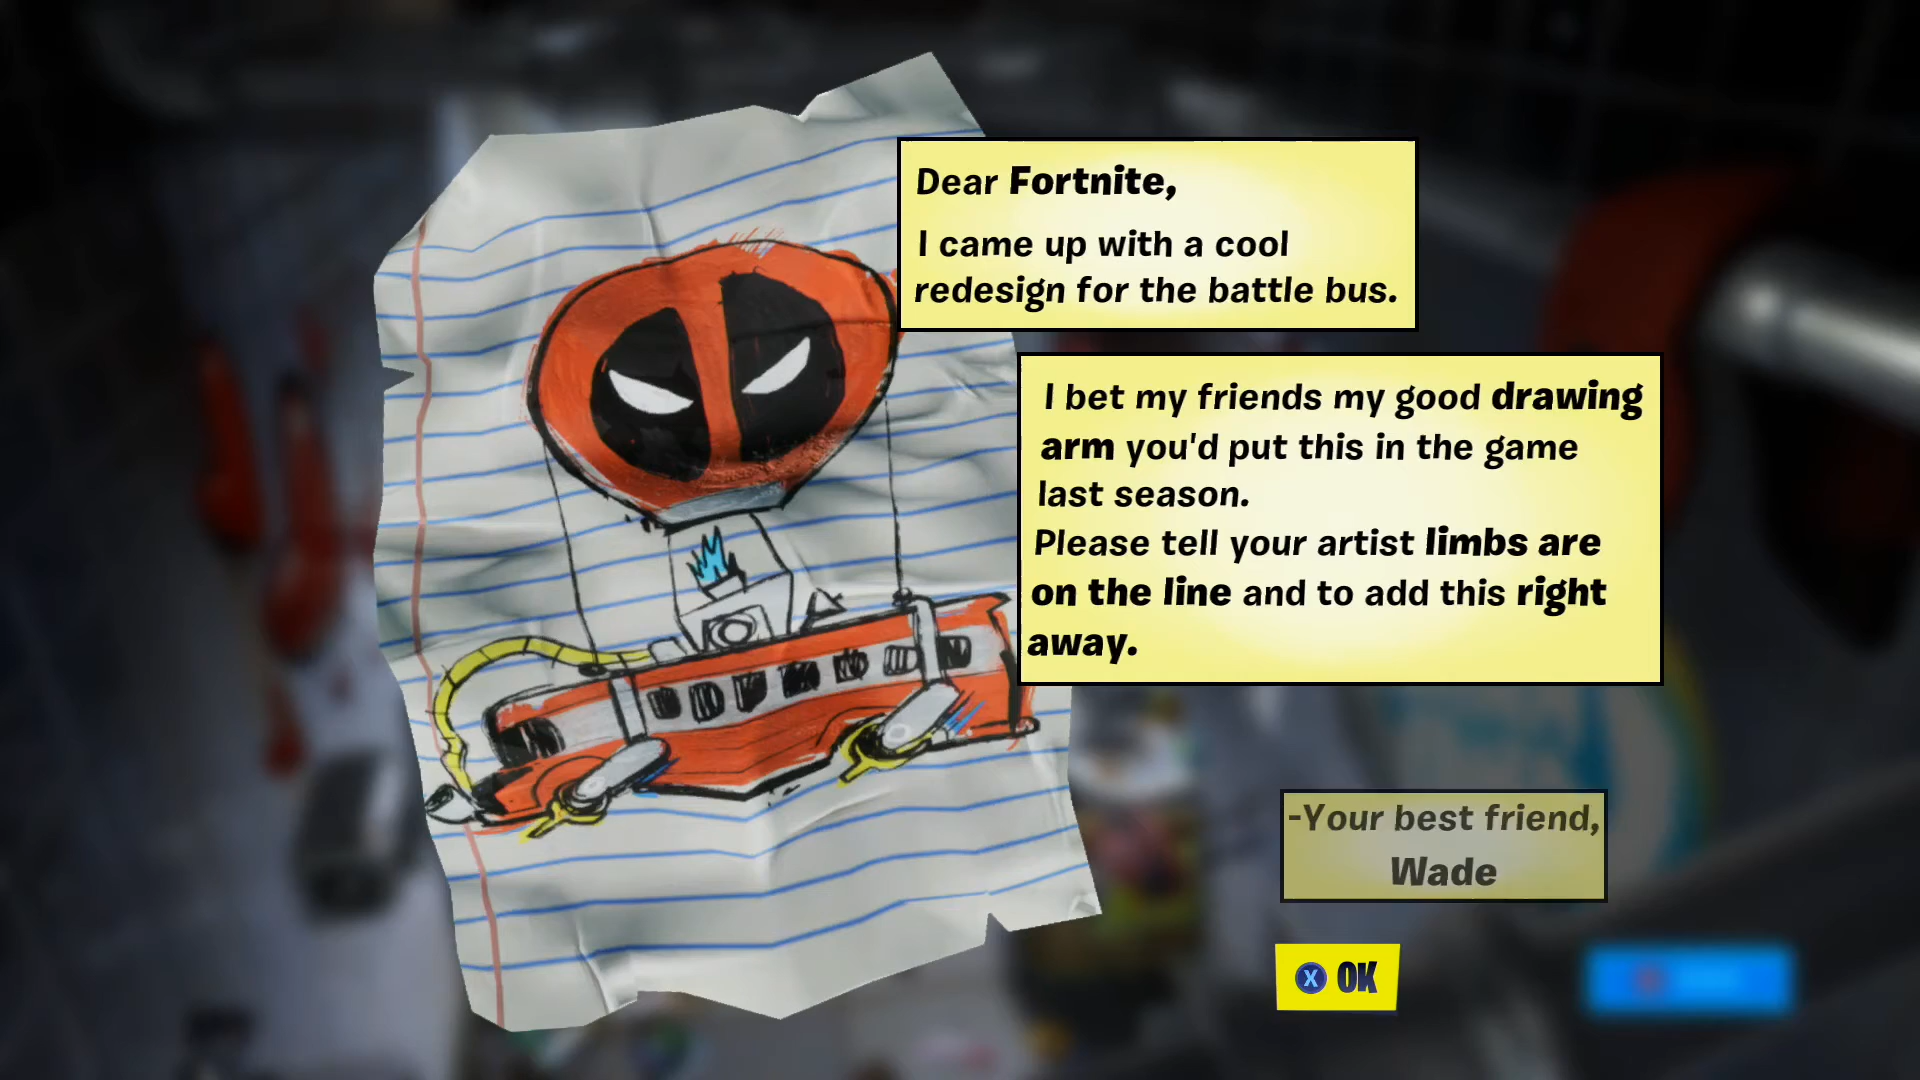 Dear Fortnite,
I came up with a cool
redesign for the battle bus.
I bet my friends my good drawing
arm you'd put this in the game
last season.
Please tell your artist limbs are
on the line and to add this right
away.
-Your best friend,
Wade
X OK